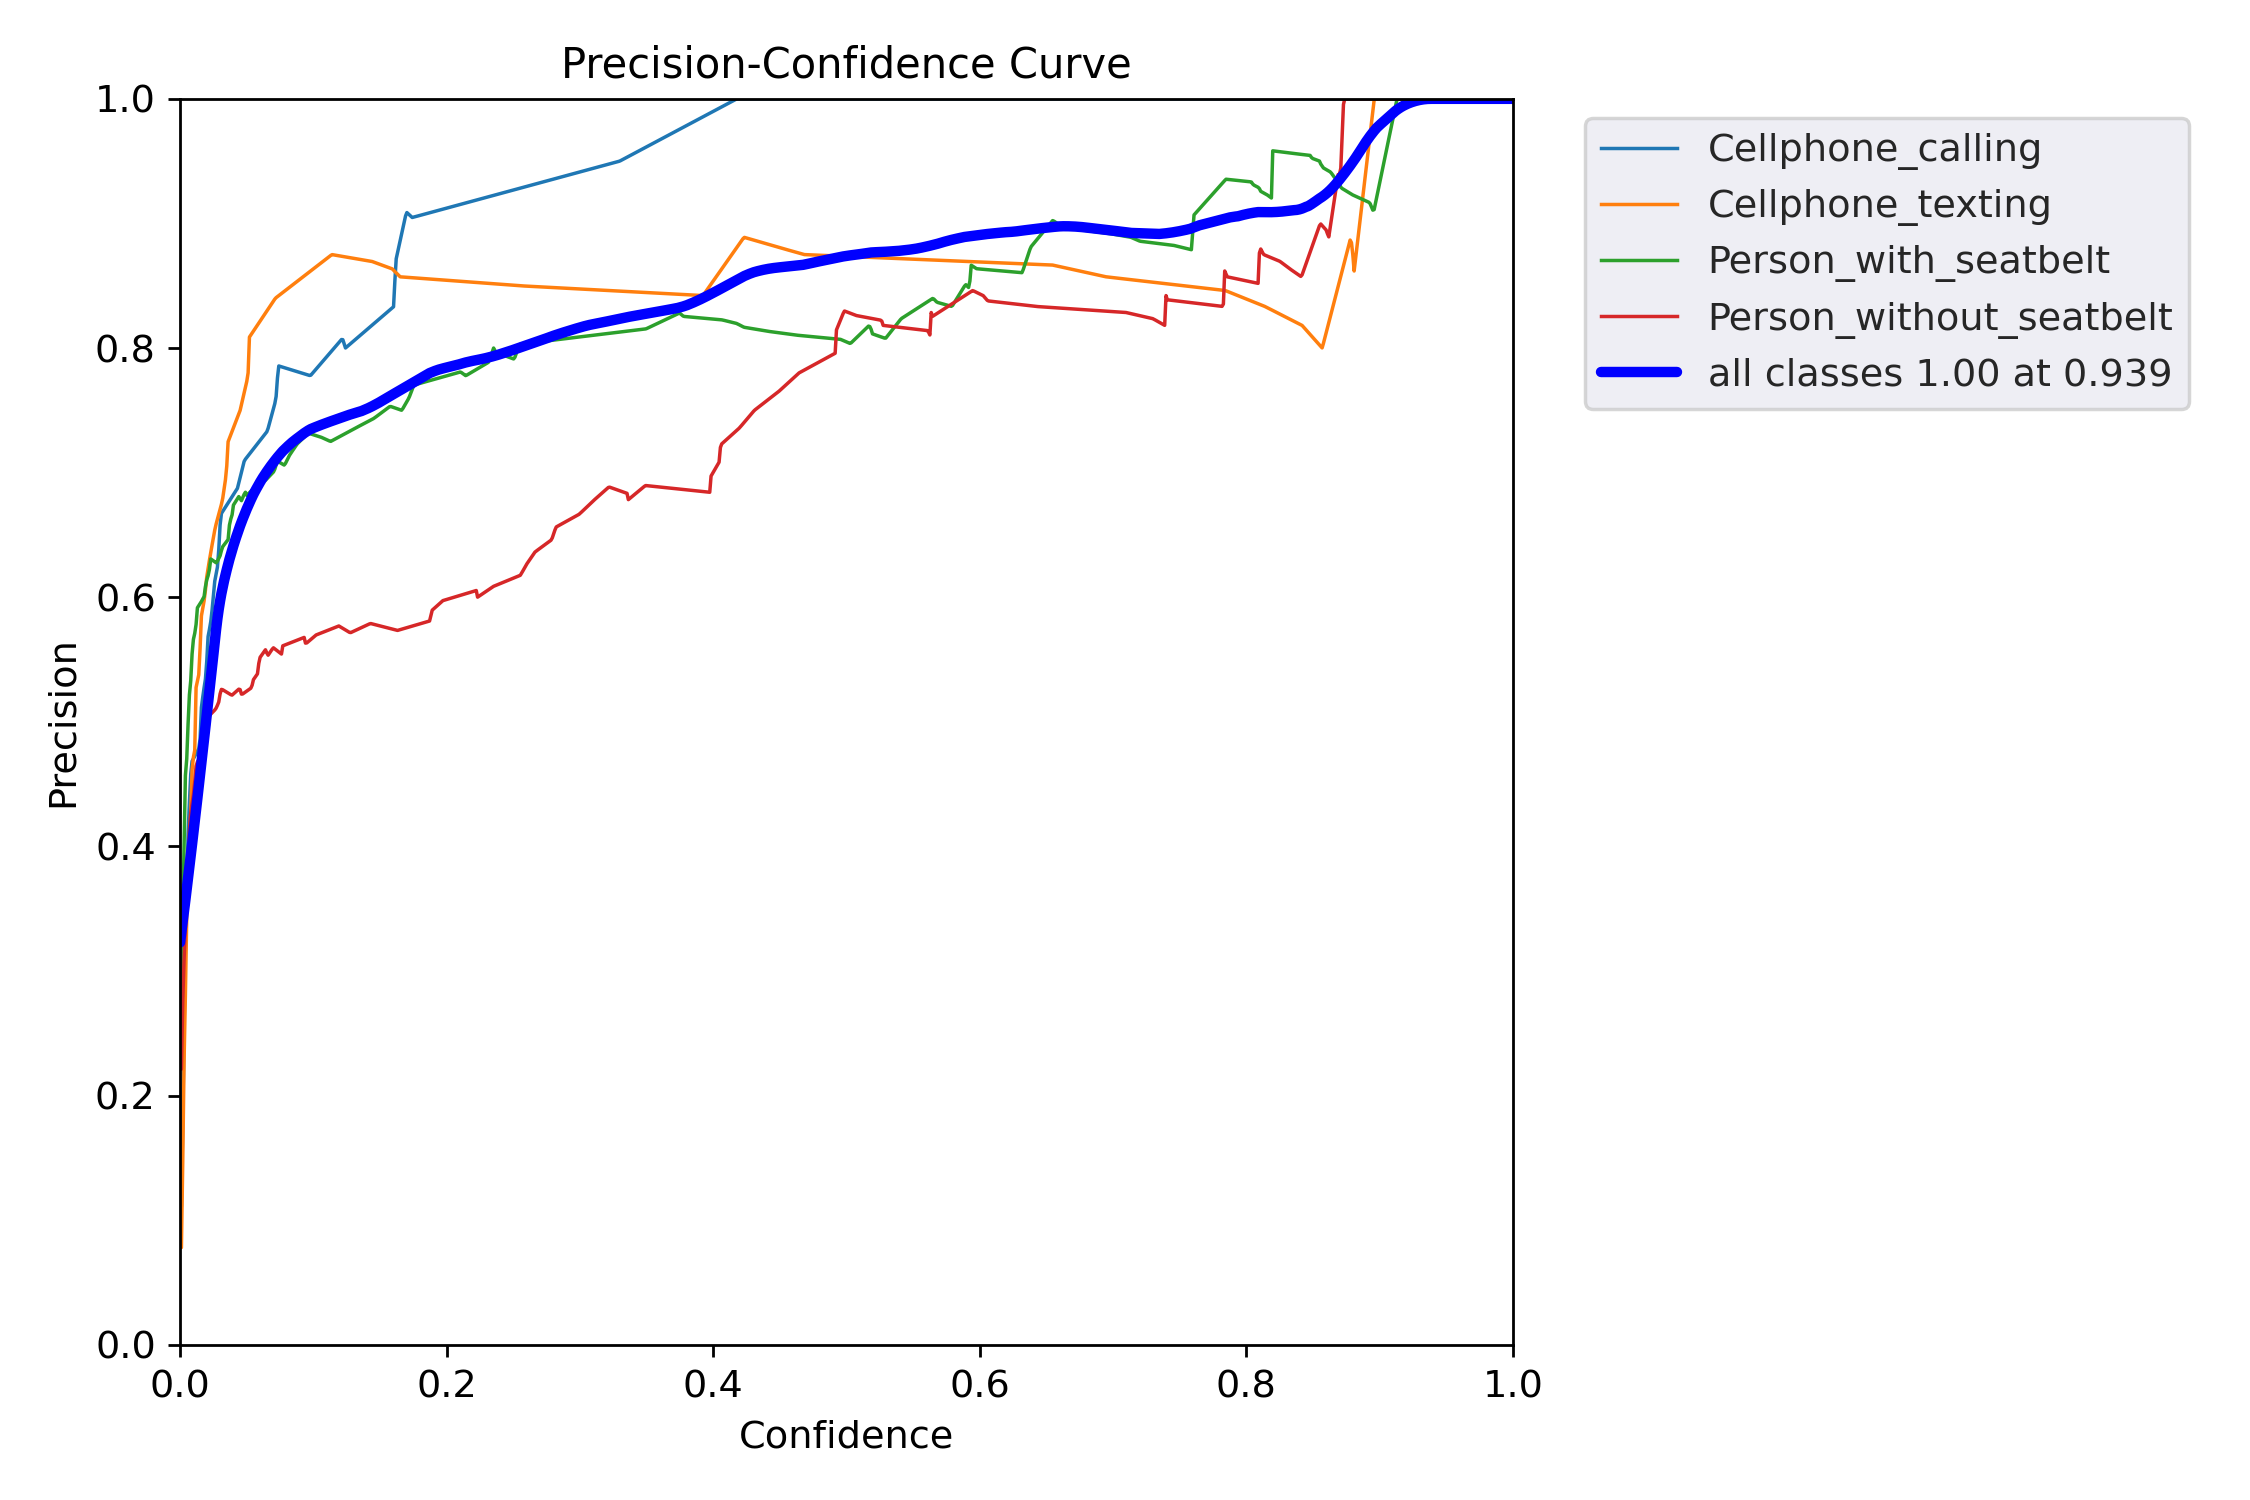 Precision-Confidence Curve
1.0
0.8
0.6
0.4
0.2
0.0
Precision
0.0 0.2 0.4 0.6 0.8 1.0
Confidence
Cellphone_calling
Cellphone_texting
Person_with_seatbelt
Person_without_seatbelt
all classes 1.00 at 0.939